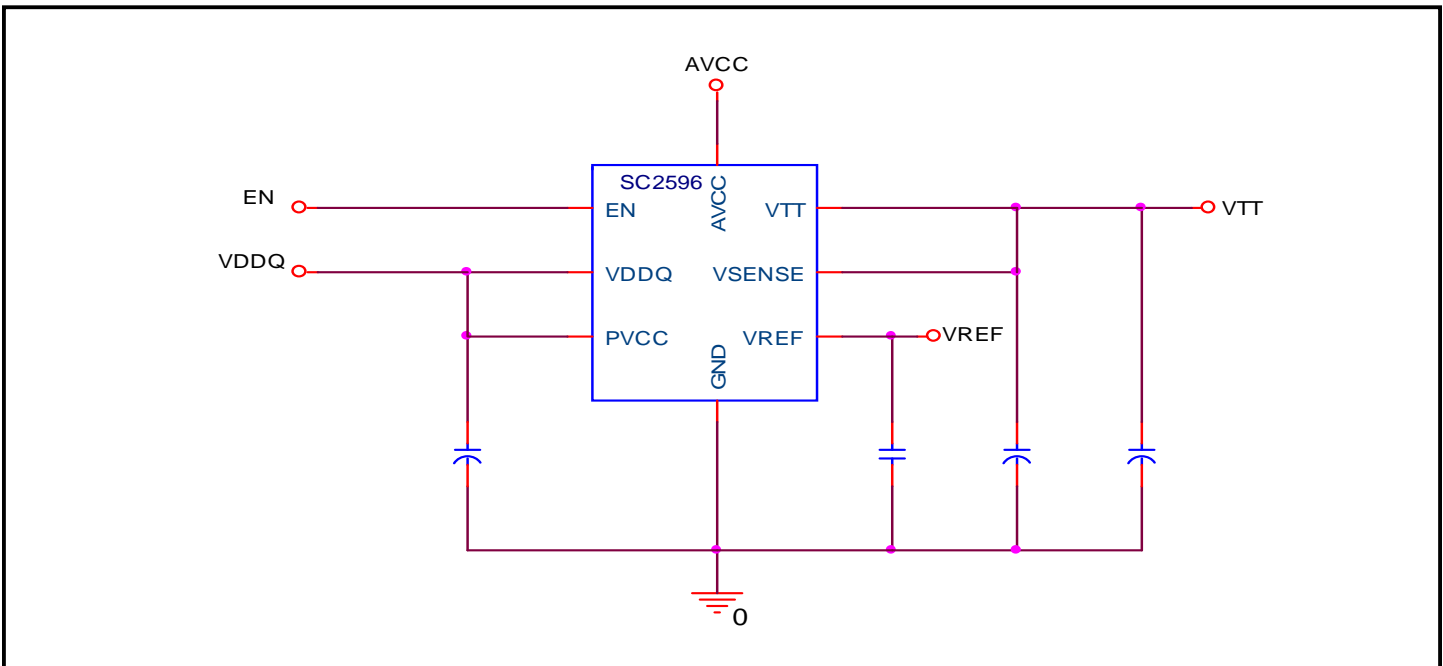 AVCC
SC2596
AVCC
EN
EN
VTT
VTT
VDDQ
VDDQ
VSENSE
PVCC
VREF
VREF
GND
0